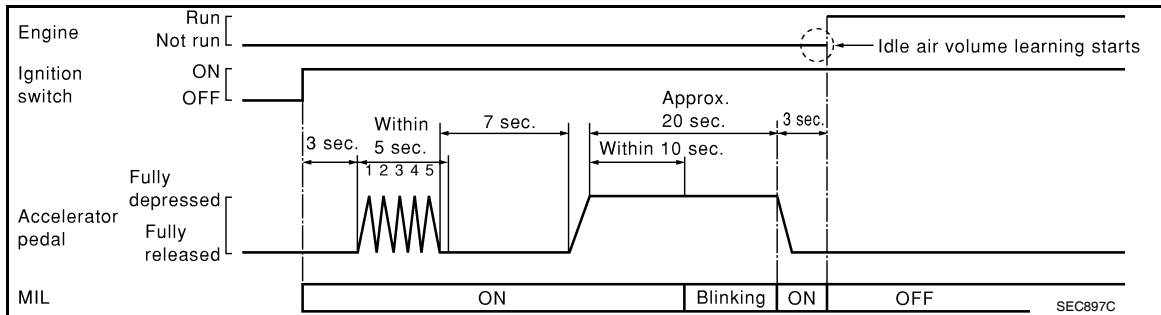 Engine
Run
Not run
Idle air volume learning starts
Ignition
switch
ON
OFF
3 sec.
Within
5 sec.
1 2 3 4 5
7 sec.
Approx.
20 sec.
Within 10 sec.
3 sec.
Accelerator
pedal
Fully
depressed
Fully
released
MIL
ON
Blinking
ON
OFF
SEC897C